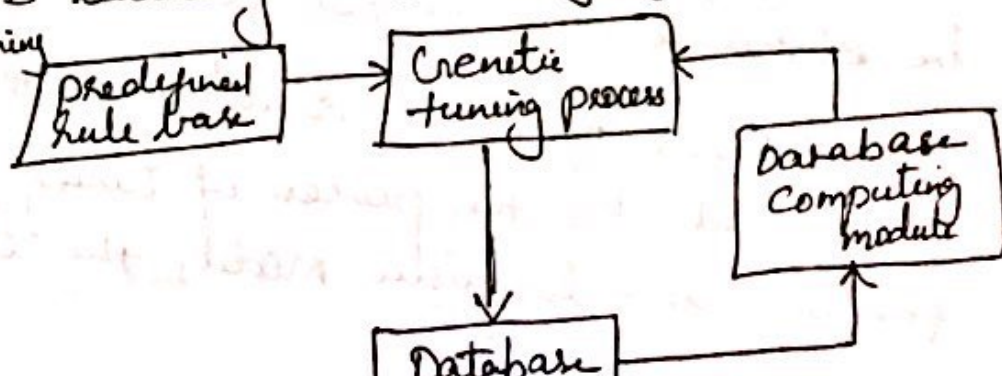 predefined
rule base
Genetic
tuning process
Database
Computing
module
Database